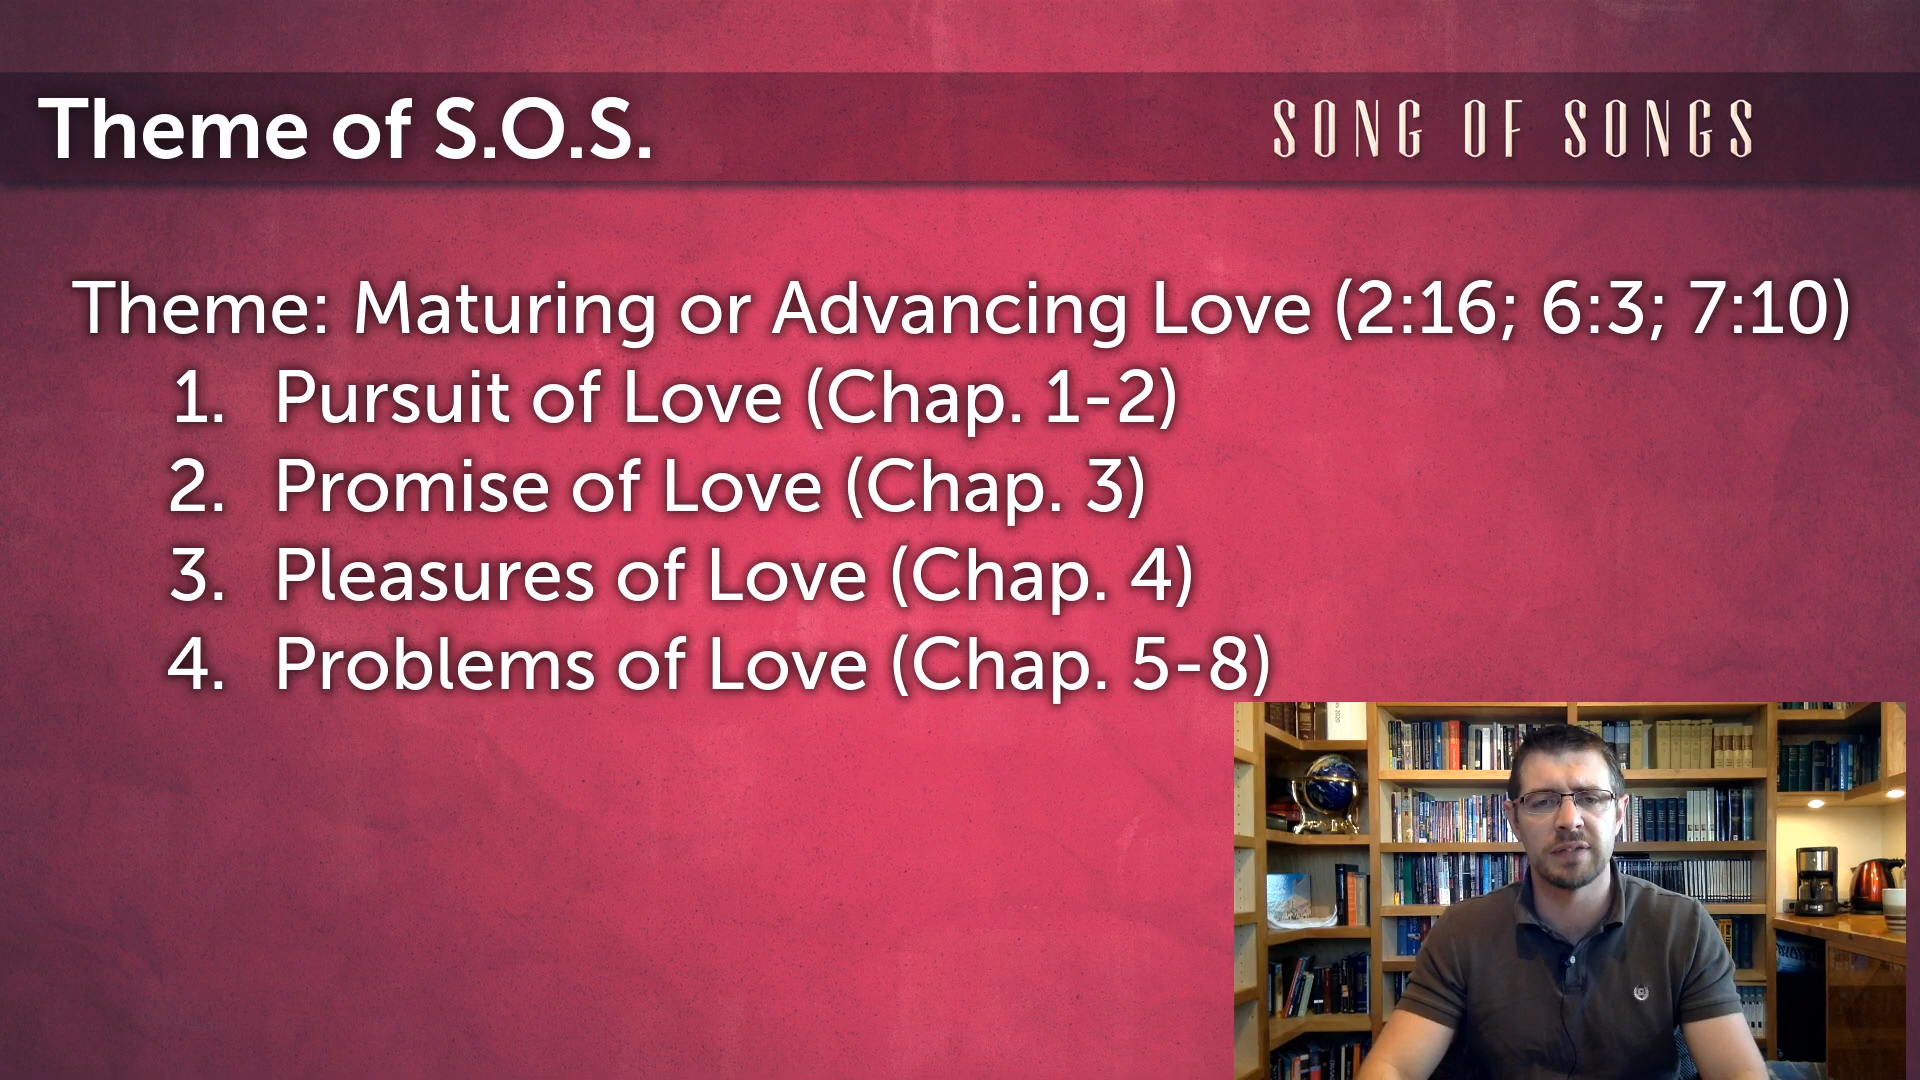 Theme of S.O.S.
SONG OF SONGS
Theme: Maturing or Advancing Love (2:16; 6:3; 7:10)
1. Pursuit of Love (Chap. 1-2)
2. Promise of Love (Chap. 3)
3. Pleasures of Love (Chap. 4)
4. Problems of Love (Chap. 5-8)